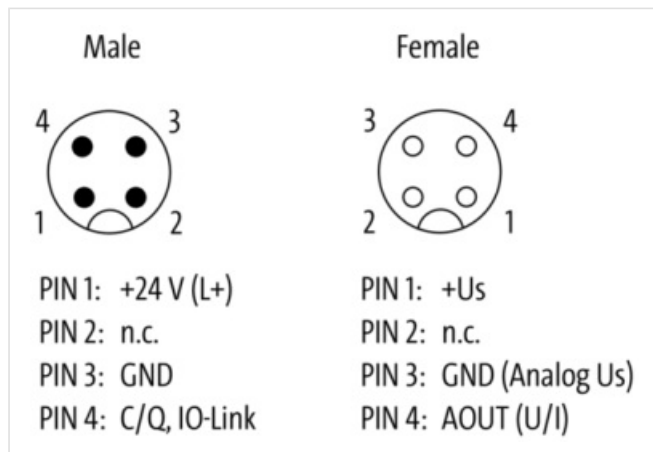 Male
4 3
1 2
PIN 1: +24 V (L+)
PIN 2: n.c.
PIN 3: GND
PIN 4: C/Q, IO-Link
Female
3 4
2 1
PIN 1: +Us
PIN 2: n.c.
PIN 3: GND (Analog Us)
PIN 4: AOUT (U/I)